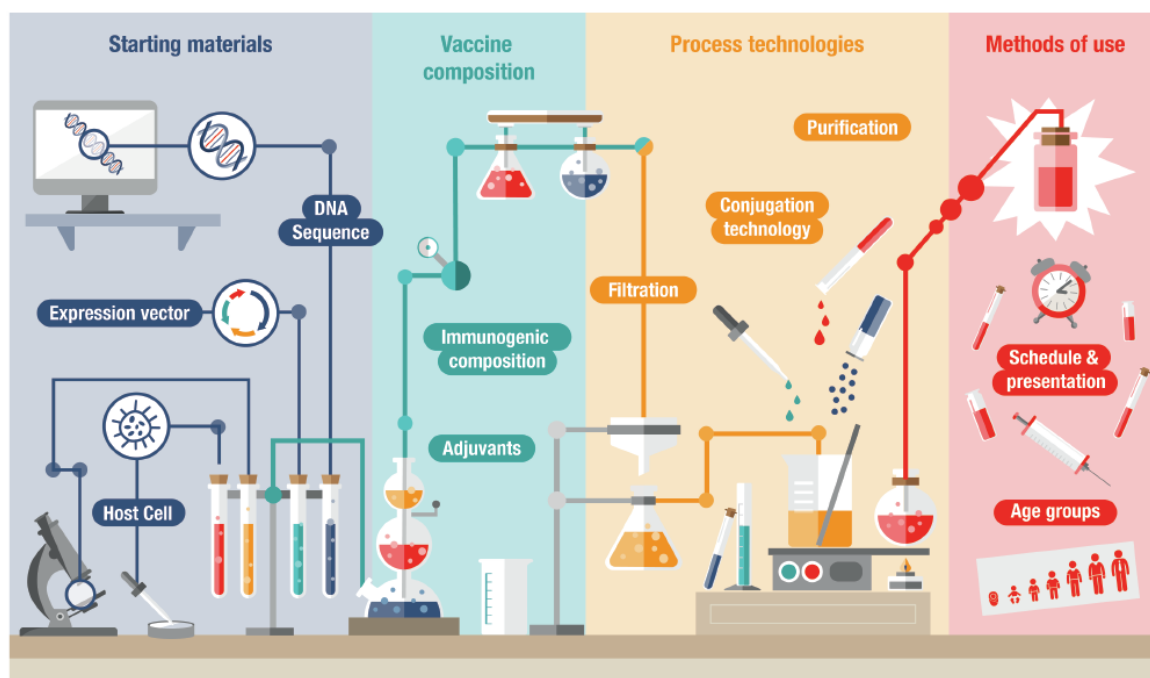 Starting materials
Vaccine
composition
Process technologies
Methods of use
DNA
Sequence
Expression vector
Host Cell
Immunogenic
composition
Adjuvants
Purification
Conjugation
technology
Filtration
Schedule &
presentation
Age groups